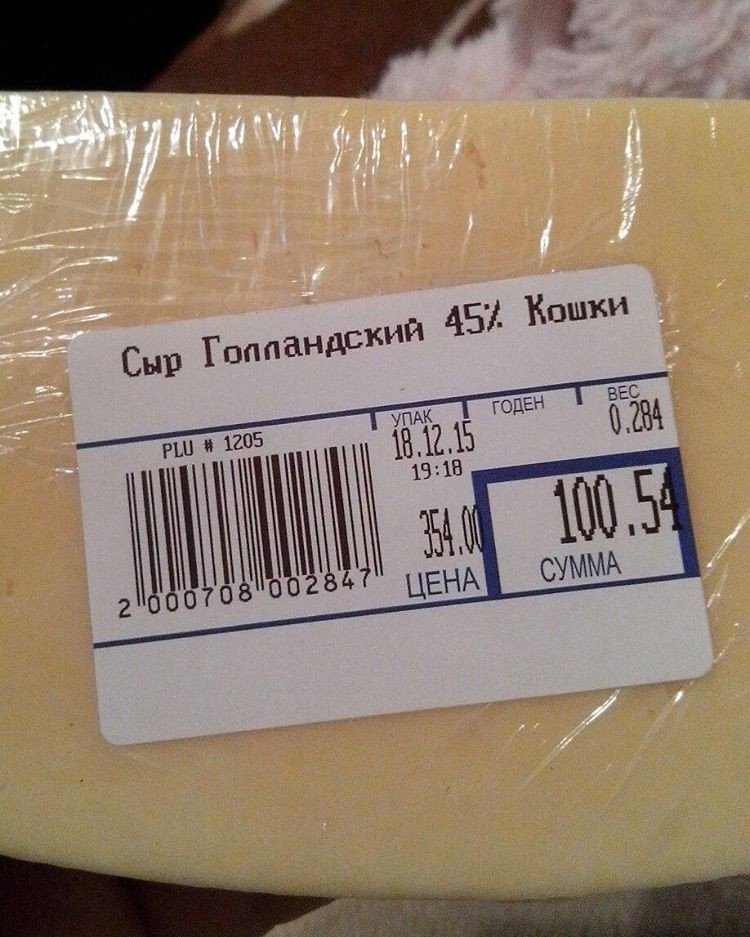 Сыр Голландский 45% Кошки
PLU # 1205
УПАК
18.12.15
19:18
ГОДЕН
ВЕС
0.284
354.00
ЦЕНА
100.54
СУММА
2 000708 002847